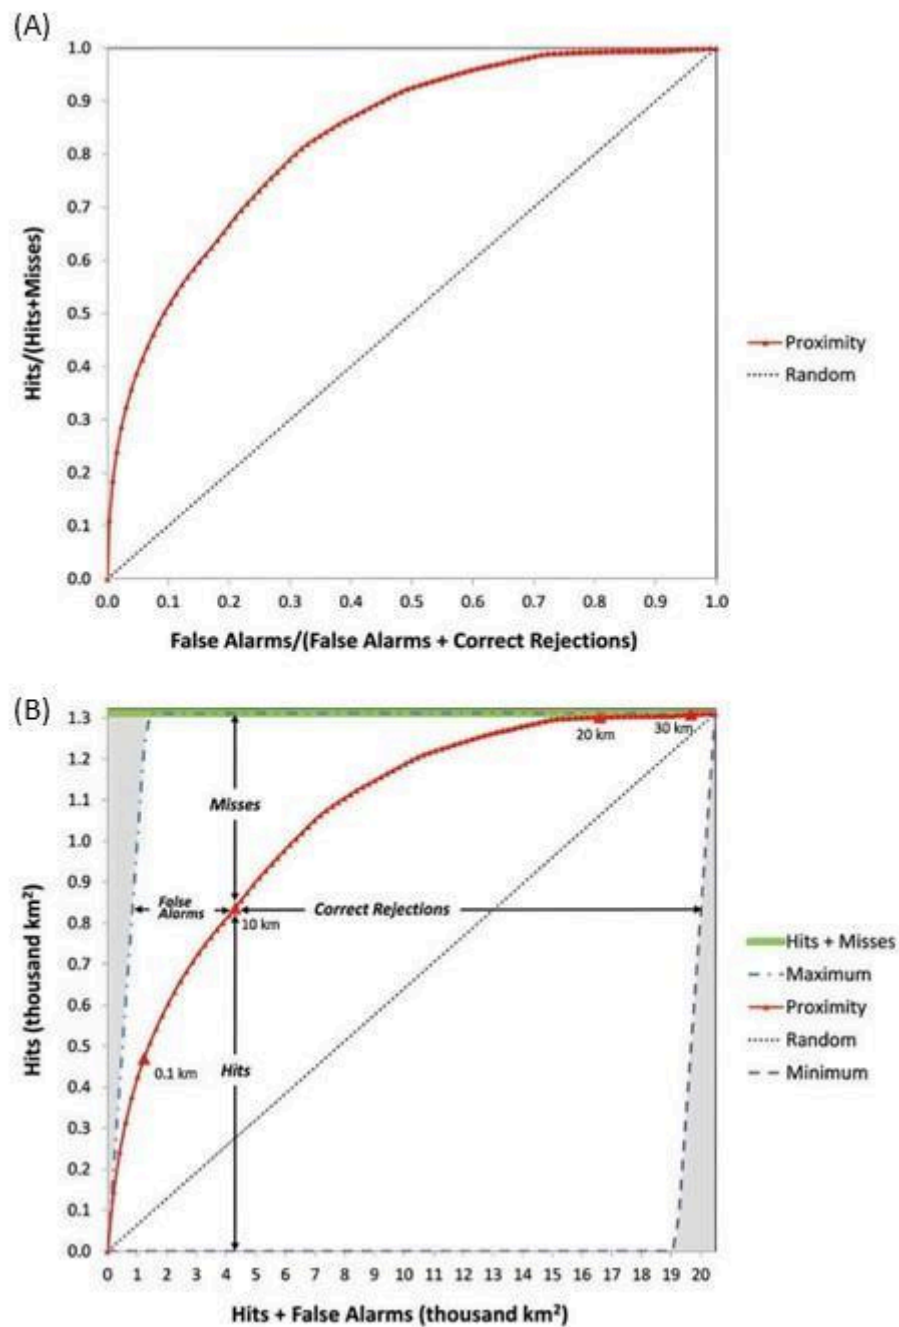 (A)
1.0
0.9
0.8
0.7
0.6
0.5
0.4
0.3
0.2
0.1
0.0
Hits/(Hits+Misses)
0.0 0.1 0.2 0.3 0.4 0.5 0.6 0.7 0.8 0.9 1.0
False Alarms/(False Alarms + Correct Rejections)
Proximity
Random
(B)
1.3
1.2
1.0
0.9
0.8
0.7
0.6
0.5
0.4
0.3
0.2
0.1
0.0
Hits (thousand km²)
20 km
30 km
Misses
False
Alarms
Correct Rejections
10 km
0.1 km
Hits
0 1 2 3 4 5 6 7 8 9 10 11 12 13 14 15 16 17 18 19 20
Hits + False Alarms (thousand km²)
Hits + Misses
Maximum
Proximity
Random
Minimum